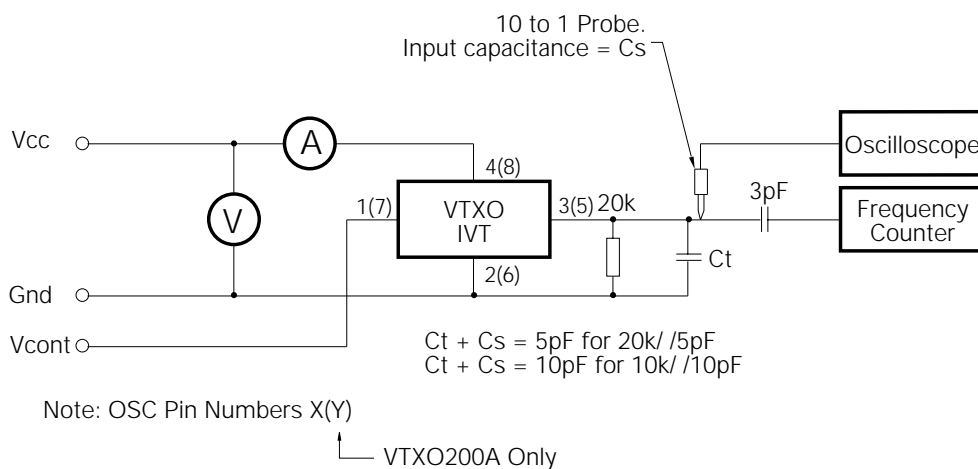 10 to 1 Probe.
Input capacitance = Cs
Vcc
A
Oscilloscope
4(8)
3pF
V
1(7)
VTXO
IVT
3(5)
20k
Frequency
Counter
Ct
2(6)
Gnd
Vcont
Ct + Cs = 5pF for 20k/ /5pF
Ct + Cs = 10pF for 10k/ /10pF
Note: OSC Pin Numbers X(Y)
VTXO200A Only